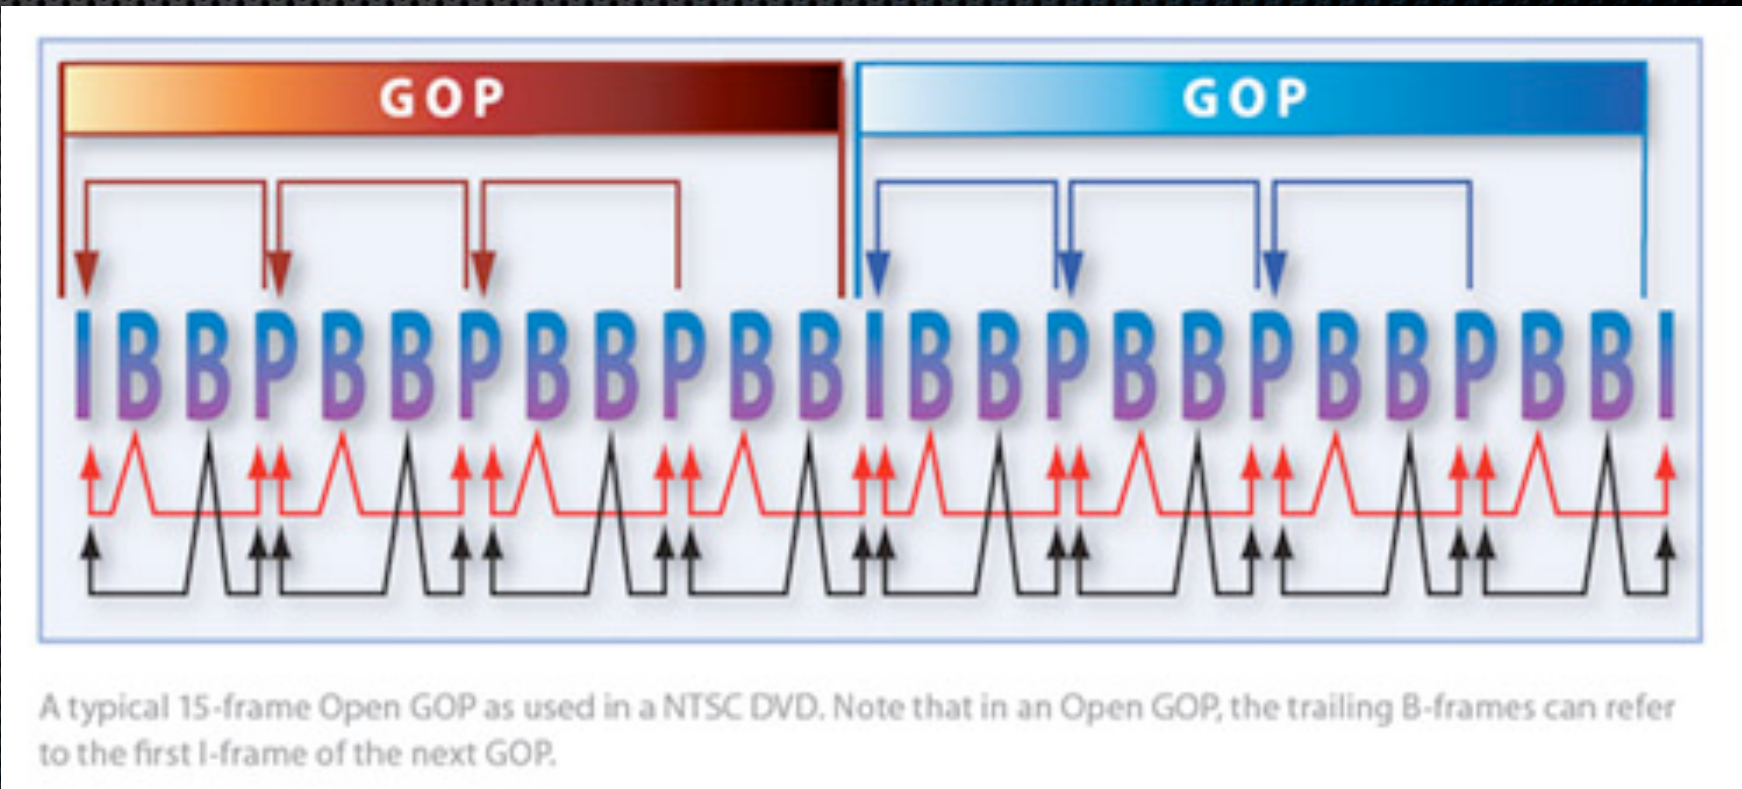 GOP GOP
I B B P B B P B B P B B I B B P B B P B B P B B I
A typical 15-frame Open GOP as used in a NTSC DVD. Note that in an Open GOP, the trailing B-frames can refer
to the first I-frame of the next GOP.